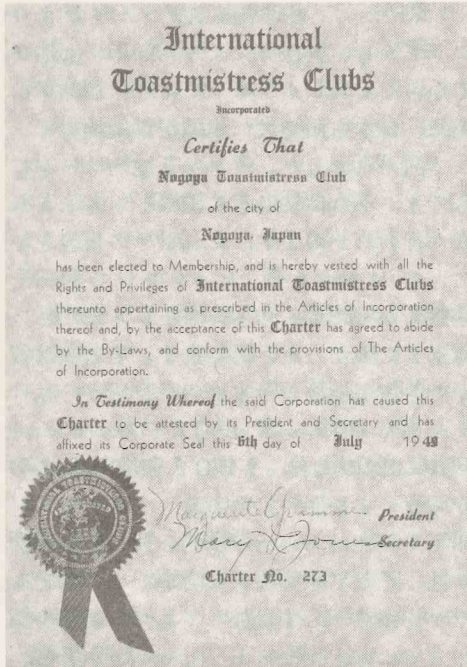 International
Toastmistress Clubs
Incorporated
Certifies That
Nagoya Toastmistress Club
of the city of
Nagoya, Japan
has been elected to Membership, and is hereby vested with all the
Rights and Privileges of International Toastmistress Clubs
thereunto appertaining as prescribed in the Articles of Incorporation
thereof and, by the acceptance of this Charter has agreed to abide
by the By-Laws, and conform with the provisions of The Articles
of Incorporation.
In Testimony Whereof the said Corporation has caused this
Charter to be attested by its President and Secretary and has
affixed its Corporate Seal this 6th day of July 1949
Marguerite President
Mary Secretary
Charter No. 273